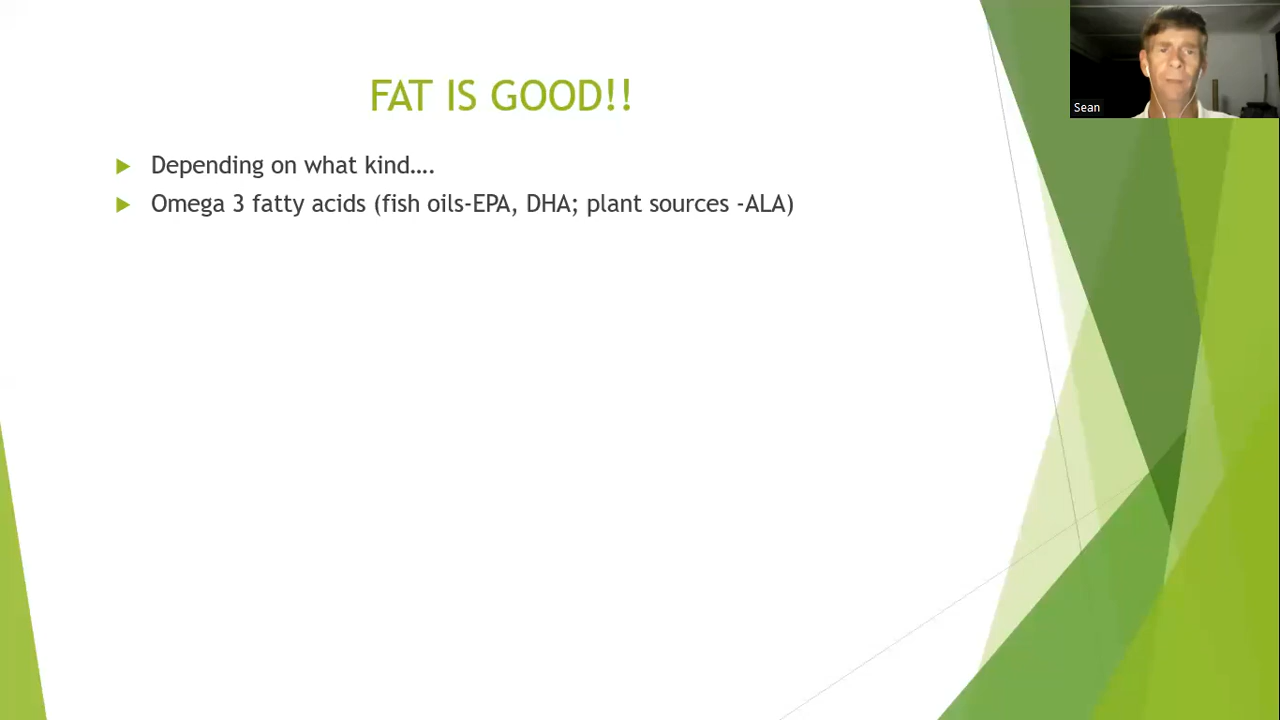 FAT IS GOOD!!
Depending on what kind....
Omega 3 fatty acids (fish oils-EPA, DHA; plant sources -ALA)
Sean